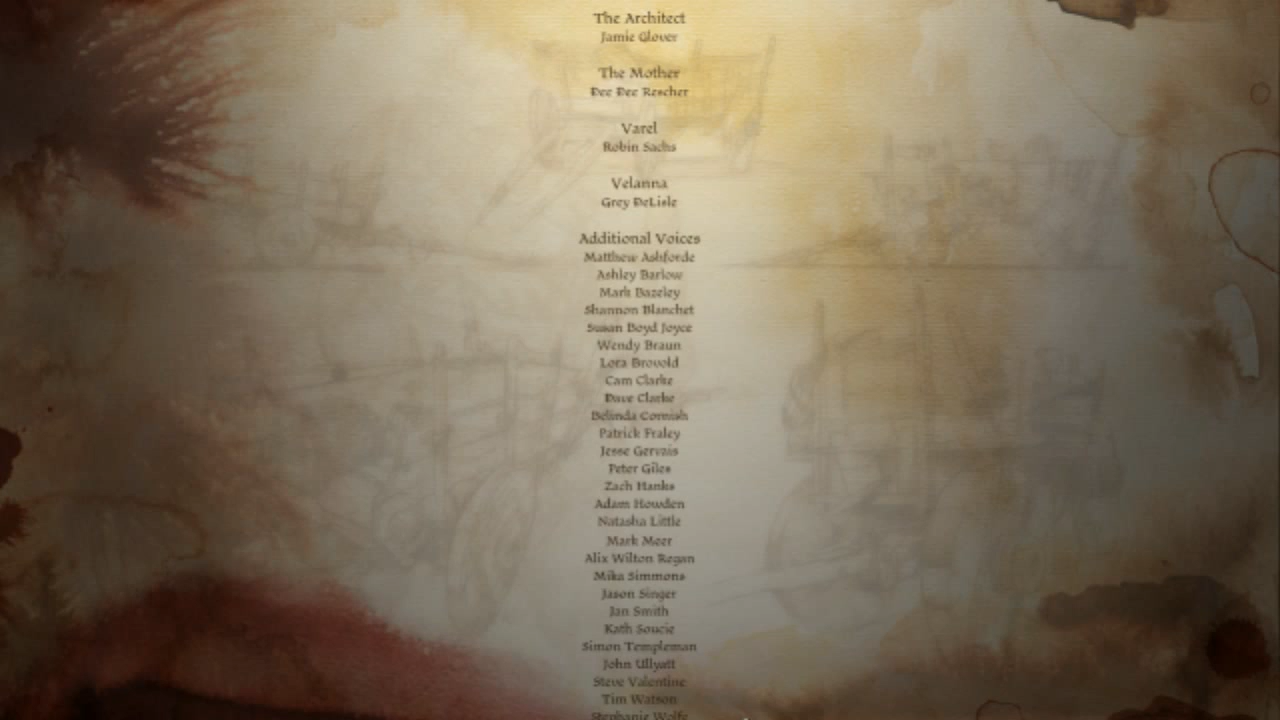 The Architect
Jamie Glover
The Mother
Dee Dee Rescher
Varel
Robin Sachs
Velanna
Grey DeLisle
Additional Voices
Matthew Ashforde
Ashley Barlow
Mark Bazeley
Shannon Blanchet
Susan Boyd Joyce
Wendy Braun
Lora Brovold
Cam Clarke
Dave Clarke
Belinda Cornish
Patrick Fraley
Jesse Gervais
Peter Giles
Zach Hanks
Adam Howden
Natasha Little
Mark Meer
Alix Wilton Regan
Mika Simmons
Jason Singer
Jan Smith
Kath Soucie
Simon Templeman
John Ullyatt
Steve Valentine
Tim Watson
Stephanie Wolfe